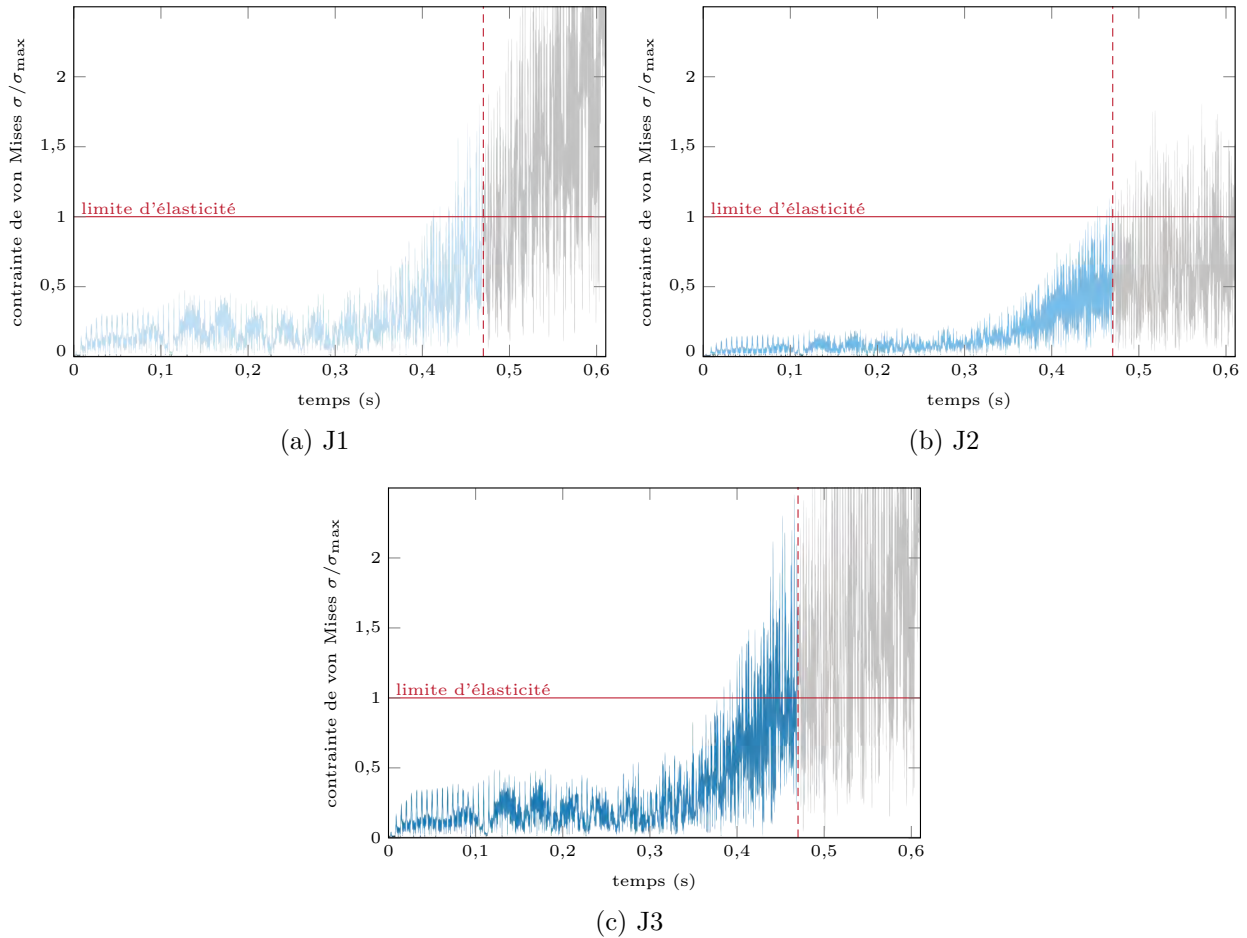 contrainte de von Mises σ/σmax
2
1,5
1
0,5
0
limite d'élasticité
0 0,1 0,2 0,3 0,4 0,5 0,6
temps (s)
(a) J1
contrainte de von Mises σ/σmax
2
1,5
1
0,5
0
limite d'élasticité
0 0,1 0,2 0,3 0,4 0,5 0,6
temps (s)
(b) J2
contrainte de von Mises σ/σmax
2
1,5
1
0,5
0
limite d'élasticité
0 0,1 0,2 0,3 0,4 0,5 0,6
temps (s)
(c) J3